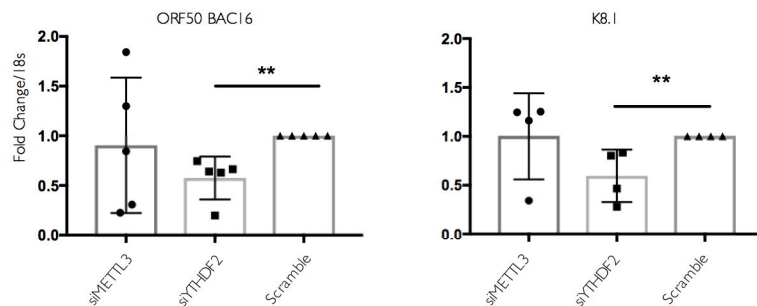 ORF50 BAC16
Fold Change/18s
2.0
1.5
1.0
0.5
0.0
**
siMETTL3
siYTHDF2
Scramble
K8.1
2.0
1.5
1.0
0.5
0.0
**
siMETTL3
siYTHDF2
Scramble